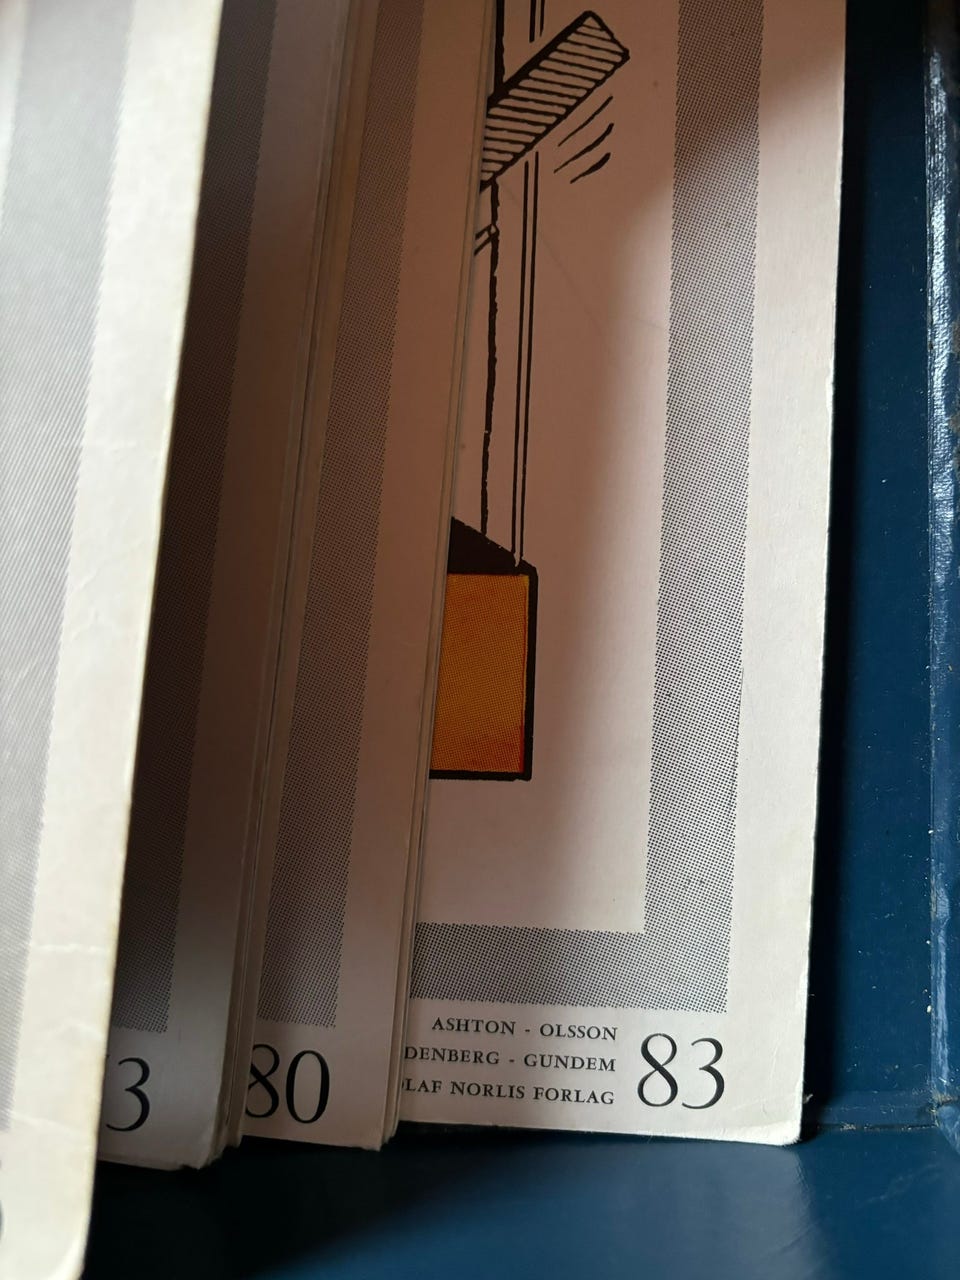 ASHTON - OLSSON
DENBERG - GUNDEM
LAF NORLIS FORLAG
83
80
3